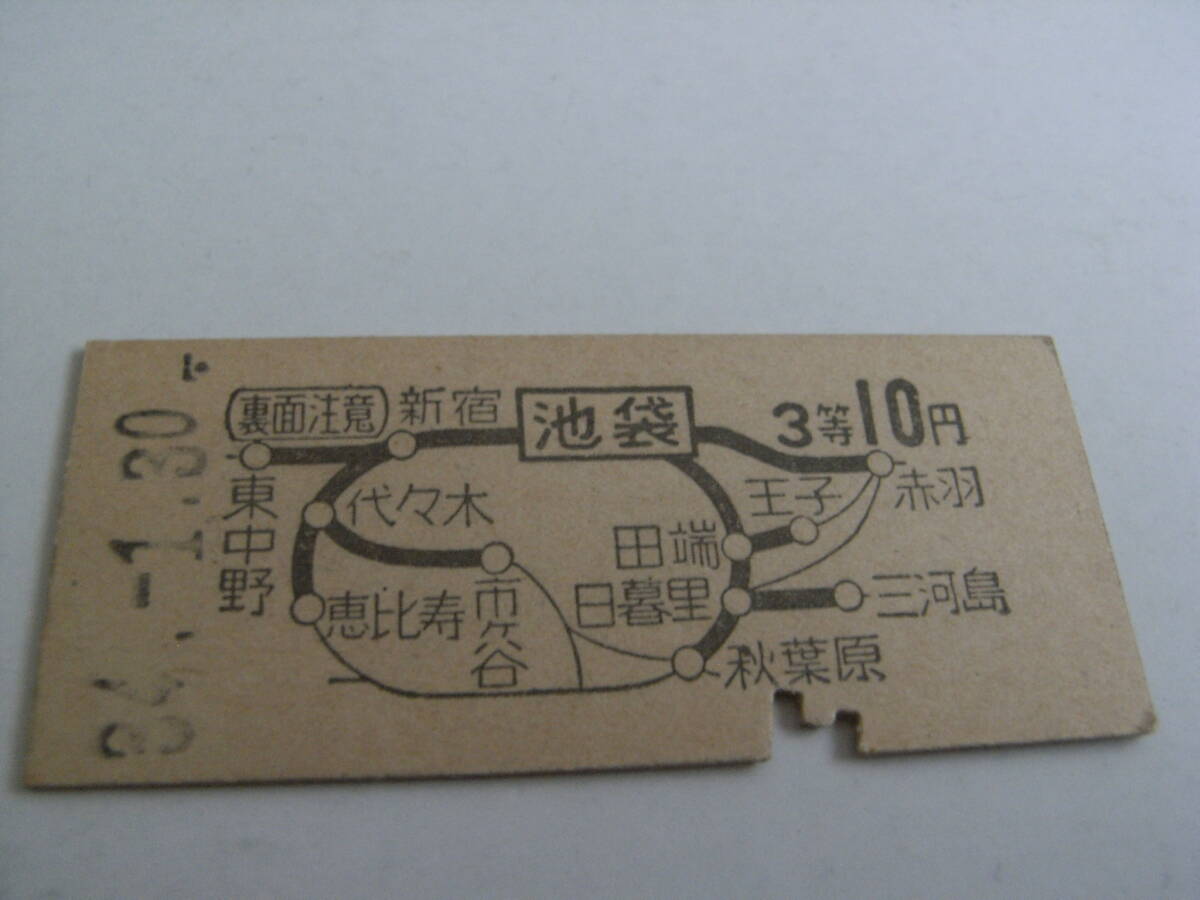 34.-1.30
裏面注意
新宿
池袋
3等10円
東中野
代々木
王子
赤羽
田端
市ケ谷
恵比寿
日暮里
三河島
秋葉原